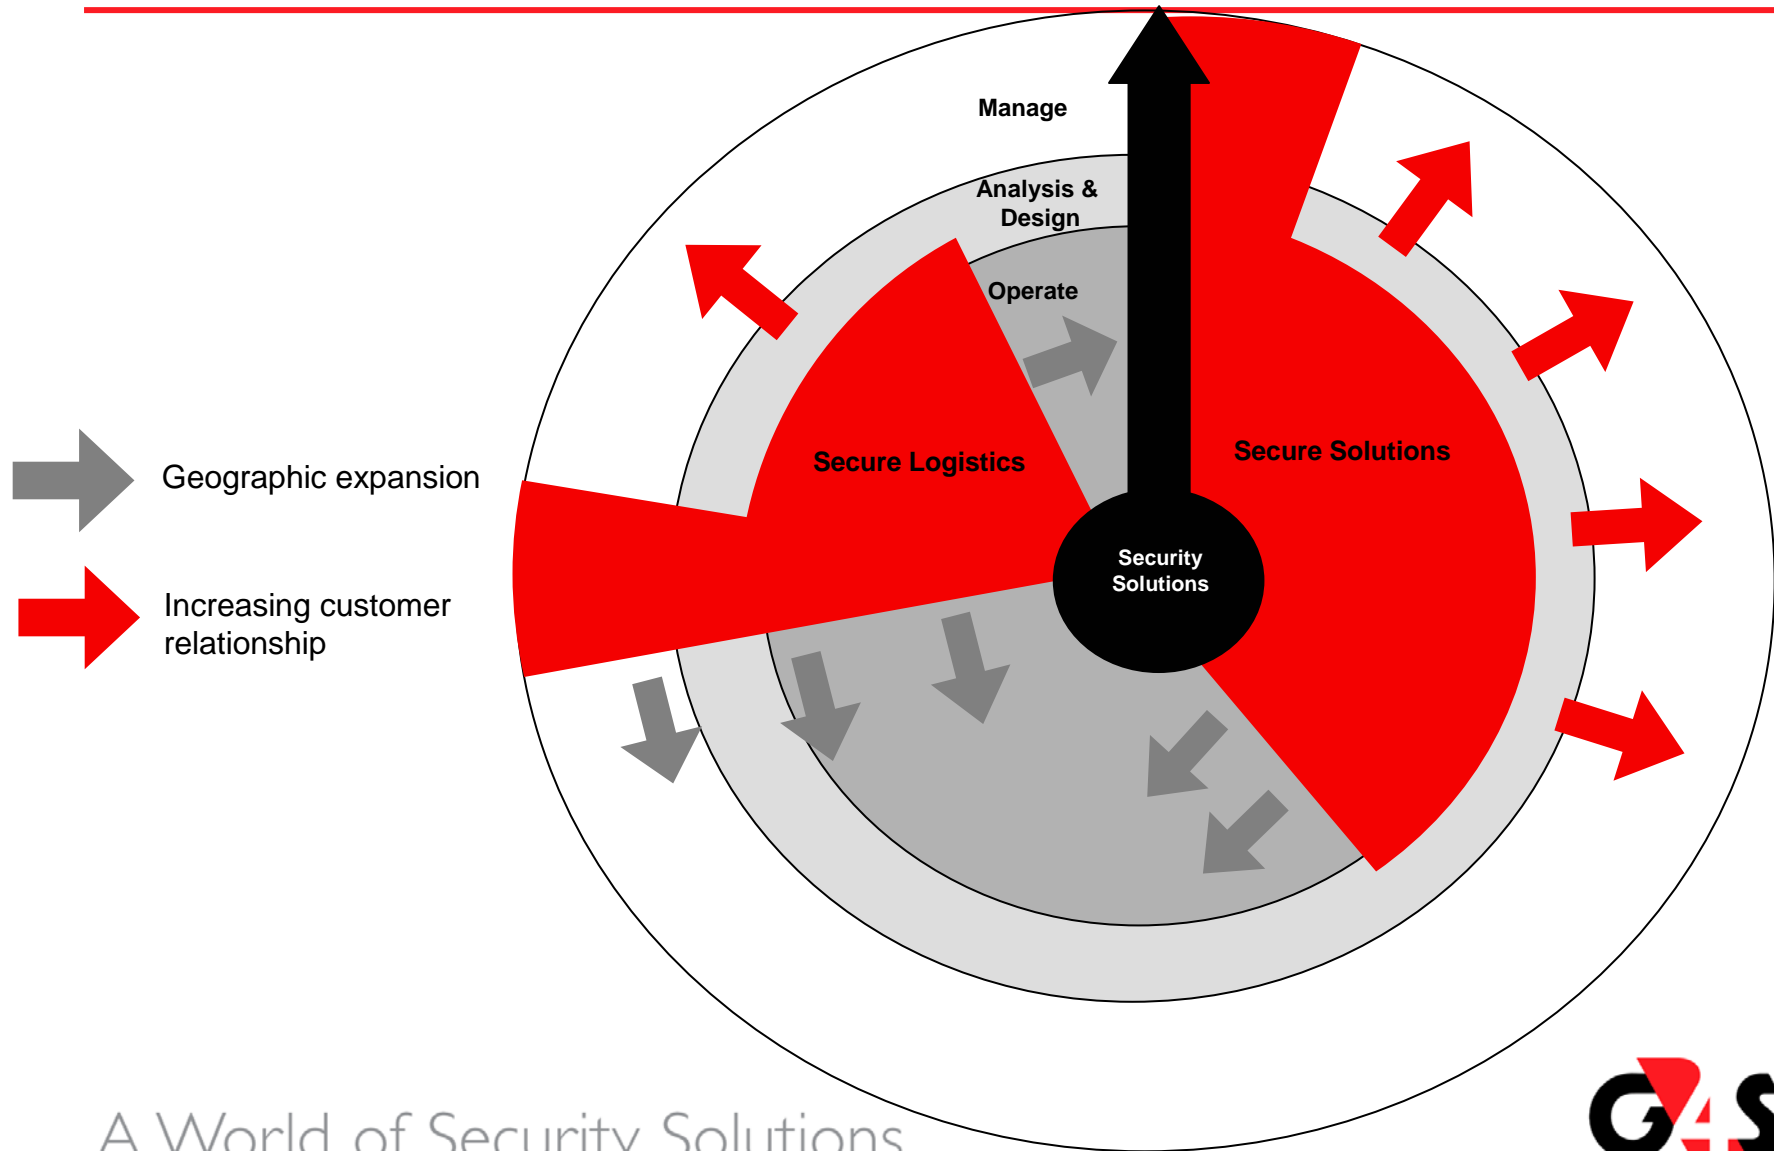 Manage
Analysis &
Design
Operate
Secure Logistics
Secure Solutions
Geographic expansion
Security
Solutions
Increasing customer
relationship
A World of Security Solutions
G4S